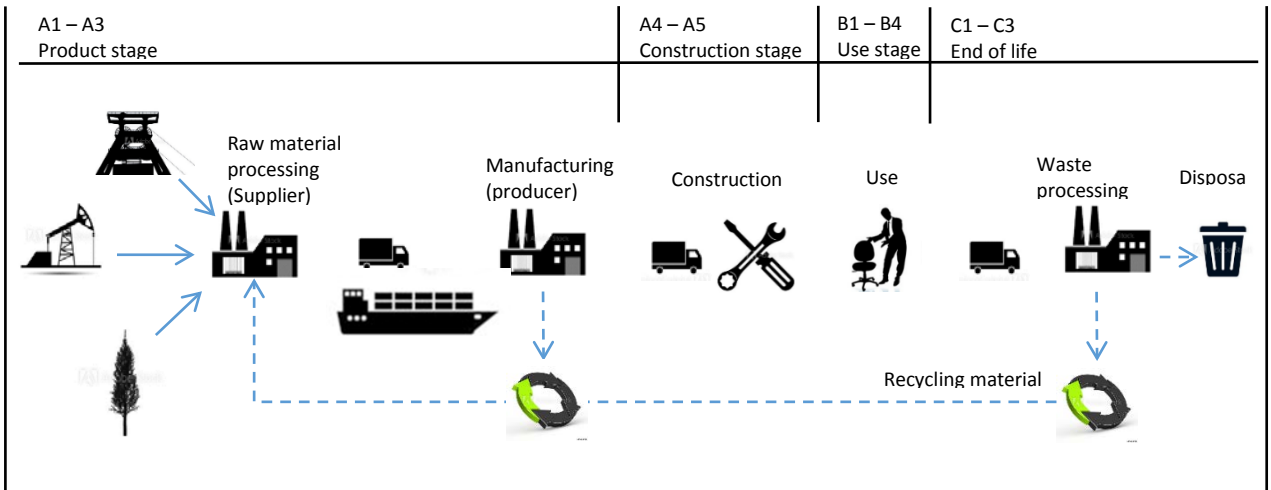 A1 – A3
Product stage
A4 – A5
Construction stage
B1 – B4
Use stage
C1 – C3
End of life
Raw material
processing
(Supplier)
Manufacturing
(producer)
Construction
Use
Waste
processing
Disposa
Recycling material